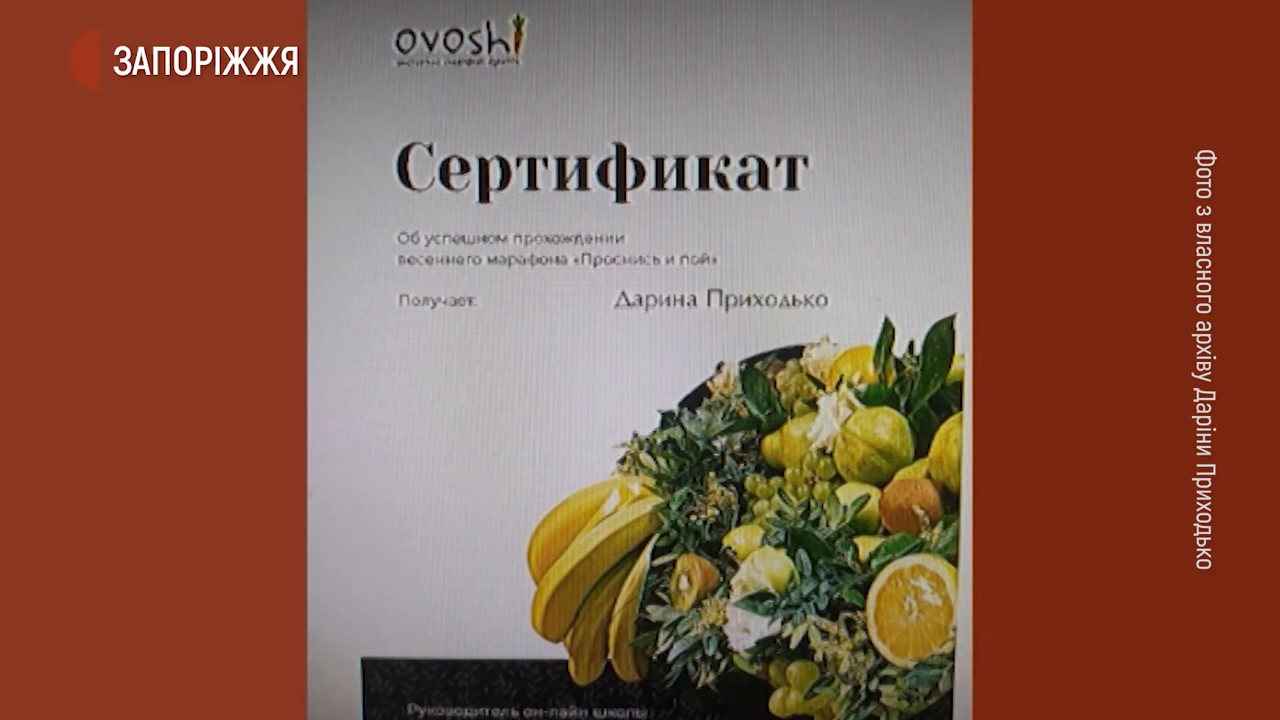 ЗАПОРІЖЖЯ
ovoshi
Сертификат
Об успешном прохождении
весеннего марафона «Проснись и пой»
Получает:
Дарина Приходько
Руководитель он-лайн школы
Фото з власного архіву Даріни Приходько